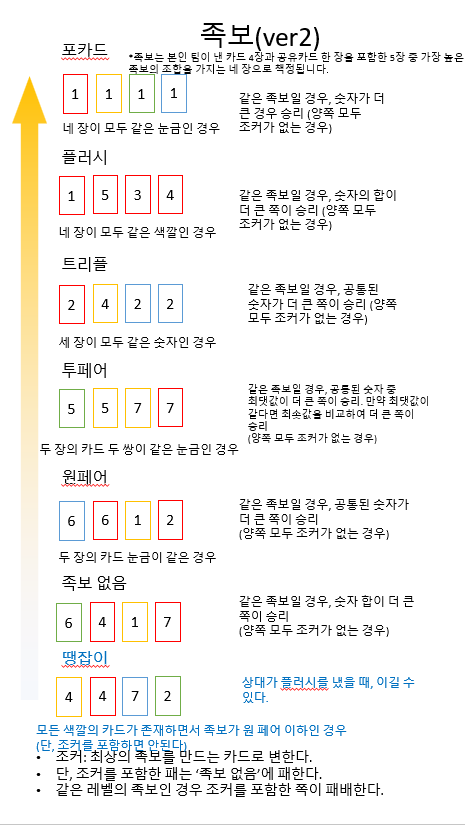 족보(ver2)
포카드
*족보는 본인 팀이 낸 카드 4장과 공유카드 한 장을 포함한 5장 중 가장 높은
족보의 조합을 가지는 네 장으로 책정됩니다.
1 1 1 1
네 장이 모두 같은 눈금인 경우
같은 족보일 경우, 숫자가 더
큰 경우 승리 (양쪽 모두
조커가 없는 경우)
플러시
1 5 3 4
네 장이 모두 같은 색깔인 경우
같은 족보일 경우, 숫자의 합이
더 큰 쪽이 승리 (양쪽 모두
조커가 없는 경우)
트리플
2 4 2 2
세 장이 모두 같은 숫자인 경우
같은 족보일 경우, 공통된
숫자가 더 큰 쪽이 승리 (양쪽
모두 조커가 없는 경우)
투페어
5 5 7 7
두 장의 카드 두 쌍이 같은 눈금인 경우
같은 족보일 경우, 공통된 숫자 중
최댓값이 더 큰 쪽이 승리. 만약 최댓값이
같다면 최솟값을 비교하여 더 큰 쪽이
승리
(양쪽 모두 조커가 없는 경우)
원페어
6 6 1 2
두 장의 카드 눈금이 같은 경우
같은 족보일 경우, 공통된 숫자가
더 큰 쪽이 승리
(양쪽 모두 조커가 없는 경우)
족보 없음
6 4 1 7
같은 족보일 경우, 숫자 합이 더 큰
쪽이 승리
(양쪽 모두 조커가 없는 경우)
땡잡이
4 4 7 2
상대가 플러시를 냈을 때, 이길 수
있다.
모든 색깔의 카드가 존재하면서 족보가 원 페어 이하인 경우
(단, 조커를 포함하면 안된다)
• 조커: 최상의 족보를 만드는 카드로 변한다.
• 단, 조커를 포함한 패는 ‘족보 없음’에 패한다.
• 같은 레벨의 족보인 경우 조커를 포함한 쪽이 패배한다.